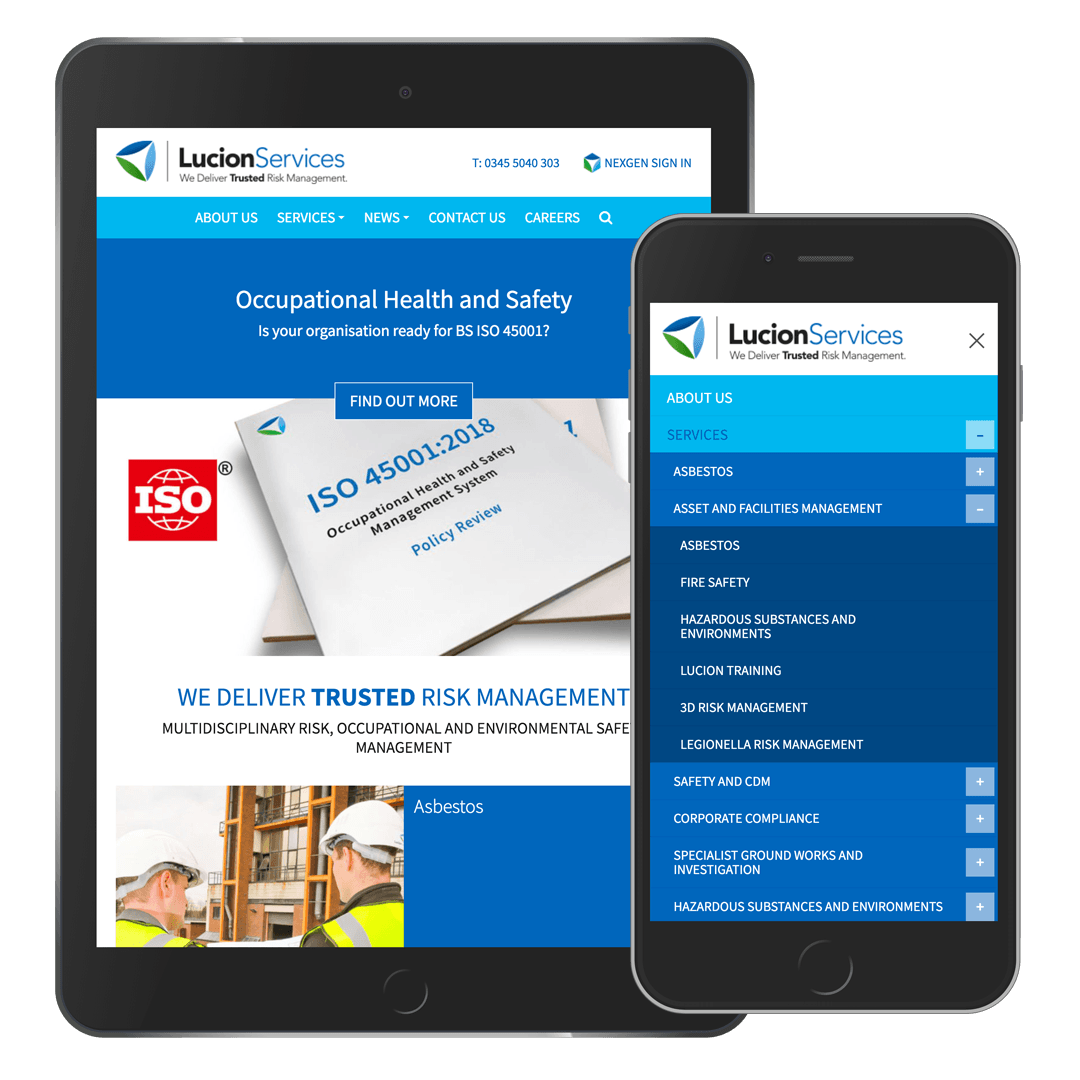 LucionServices
We Deliver Trusted Risk Management.
T: 0345 5040 303
NEXGEN SIGN IN
ABOUT US
SERVICES
NEWS
CONTACT US
CAREERS
Occupational Health and Safety
Is your organisation ready for BS ISO 45001?
FIND OUT MORE
ISO
®
ISO 45001:2018
Occupational Health and Safety
Management System
Policy Review
1
WE DELIVER TRUSTED RISK MANAGEMENT
MULTIDISCIPLINARY RISK, OCCUPATIONAL AND ENVIRONMENTAL SAFE
MANAGEMENT
Asbestos
LucionServices
We Deliver Trusted Risk Management.
ABOUT US
SERVICES
-
ASBESTOS
+
ASSET AND FACILITIES MANAGEMENT
-
ASBESTOS
FIRE SAFETY
HAZARDOUS SUBSTANCES AND
ENVIRONMENTS
LUCION TRAINING
3D RISK MANAGEMENT
LEGIONELLA RISK MANAGEMENT
SAFETY AND CDM
+
CORPORATE COMPLIANCE
+
SPECIALIST GROUND WORKS AND
INVESTIGATION
+
HAZARDOUS SUBSTANCES AND ENVIRONMENTS
+